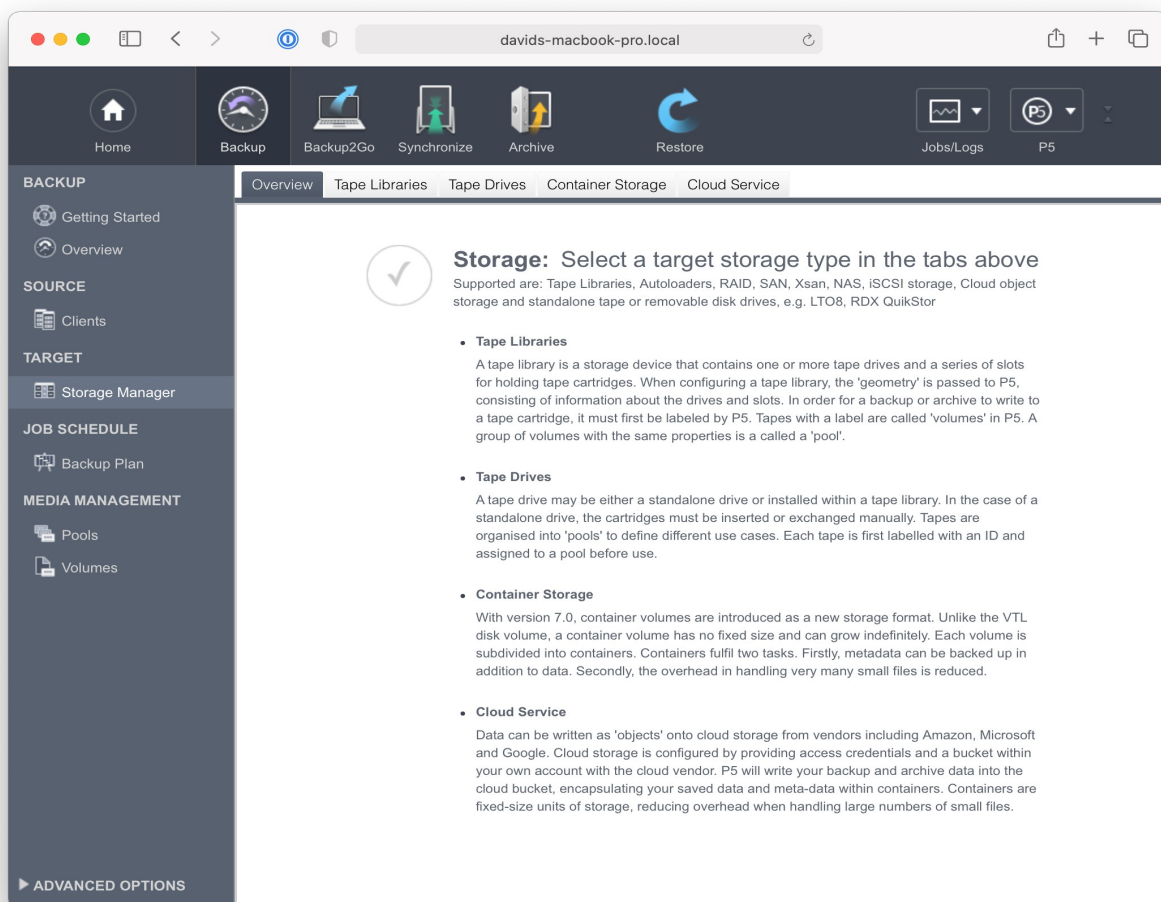 davids-macbook-pro.local
Home
Backup
Backup2Go
Synchronize
Archive
Restore
Jobs/Logs
P5
P5
BACKUP
Getting Started
Overview
SOURCE
Clients
TARGET
Storage Manager
JOB SCHEDULE
Backup Plan
MEDIA MANAGEMENT
Pools
Volumes
ADVANCED OPTIONS
Overview Tape Libraries Tape Drives Container Storage Cloud Service
Storage: Select a target storage type in the tabs above
Supported are: Tape Libraries, Autoloaders, RAID, SAN, Xsan, NAS, iSCSI storage, Cloud object
storage and standalone tape or removable disk drives, e.g. LTO8, RDX QuikStor
• Tape Libraries
A tape library is a storage device that contains one or more tape drives and a series of slots
for holding tape cartridges. When configuring a tape library, the 'geometry' is passed to P5,
consisting of information about the drives and slots. In order for a backup or archive to write to
a tape cartridge, it must first be labeled by P5. Tapes with a label are called 'volumes' in P5. A
group of volumes with the same properties is a called a 'pool'.
• Tape Drives
A tape drive may be either a standalone drive or installed within a tape library. In the case of a
standalone drive, the cartridges must be inserted or exchanged manually. Tapes are
organised into 'pools' to define different use cases. Each tape is first labelled with an ID and
assigned to a pool before use.
• Container Storage
With version 7.0, container volumes are introduced as a new storage format. Unlike the VTL
disk volume, a container volume has no fixed size and can grow indefinitely. Each volume is
subdivided into containers. Containers fulfil two tasks. Firstly, metadata can be backed up in
addition to data. Secondly, the overhead in handling very many small files is reduced.
• Cloud Service
Data can be written as 'objects' onto cloud storage from vendors including Amazon, Microsoft
and Google. Cloud storage is configured by providing access credentials and a bucket within
your own account with the cloud vendor. P5 will write your backup and archive data into the
cloud bucket, encapsulating your saved data and meta-data within containers. Containers are
fixed-size units of storage, reducing overhead when handling large numbers of small files.